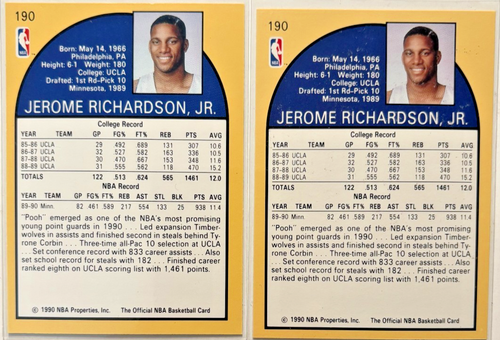 190
Born: May 14, 1966
Philadelphia, PA
Height: 6-1 Weight: 180
College: UCLA
Drafted: 1st Rd-Pick 10
Minnesota, 1989
JEROME RICHARDSON, JR.
College Record
YEAR TEAM GP FG% FT% REB PTS AVG
85-86 UCLA 29 492 689 131 307 10.6
86-87 UCLA 32 527 582 163 336 10.5
87-88 UCLA 30 470 667 153 348 11.6
88-89 UCLA 31 555 562 118 470 15.2
TOTALS 122 513 624 565 1461 12.0
NBA Record
YEAR TEAM GP FG% FT% REB AST STL BLK PTS AVG
89-90 Minn 82 461 589 217 554 133 25 938 11.4
"Pooh" emerged as one of the NBA's most promising
young point guards in 1990 . . . Led expansion Timber-
wolves in assists and finished second in steals behind Ty-
rone Corbin . . . Three-time all-Pac 10 selection at UCLA
. . . Set conference record with 833 career assists . . . Also
set school record for steals with 182 . . . Finished career
ranked eighth on UCLA scoring list with 1,461 points.
© 1990 NBA Properties, Inc. The Official NBA Basketball Card
190
Born: May 14, 1966
Philadelphia, PA
Height: 6-1 Weight: 180
College: UCLA
Drafted: 1st Rd-Pick 10
Minnesota, 1989
JEROME RICHARDSON, JR.
College Record
YEAR TEAM GP FG% FT% REB PTS AVG
85-86 UCLA 29 492 689 131 307 10.6
86-87 UCLA 32 527 582 163 336 10.5
87-88 UCLA 30 470 667 153 348 11.6
88-89 UCLA 31 555 562 118 470 15.2
TOTALS 122 513 624 565 1461 12.0
NBA Record
YEAR TEAM GP FG% FT% REB AST STL BLK PTS AVG
89-90 Minn 82 461 589 217 554 133 25 938 11.4
"Pooh" emerged as one of the NBA's most promising
young point guards in 1990 . . . Led expansion Timber-
wolves in assists and finished second in steals behind Ty-
rone Corbin . . . Three-time all-Pac 10 selection at UCLA
. . . Set conference record with 833 career assists . . . Also
set school record for steals with 182 . . . Finished career
ranked eighth on UCLA scoring list with 1,461 points.
© 1990 NBA Properties, Inc. The Official NBA Basketball Card